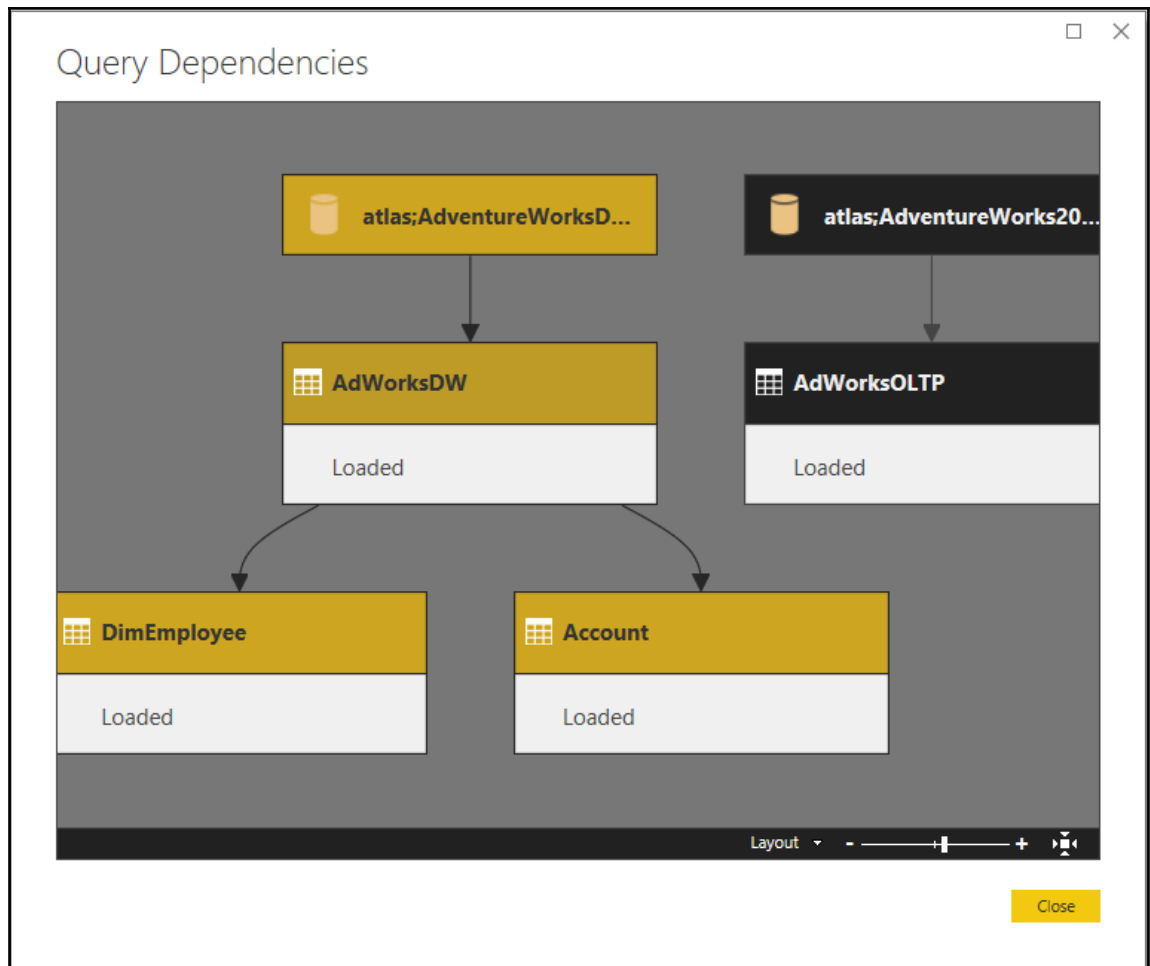 Query Dependencies
atlas;AdventureWorksD...
atlas;AdventureWorks20...
AdWorksDW
AdWorksOLTP
Loaded
Loaded
DimEmployee
Account
Loaded
Loaded
Layout
Close